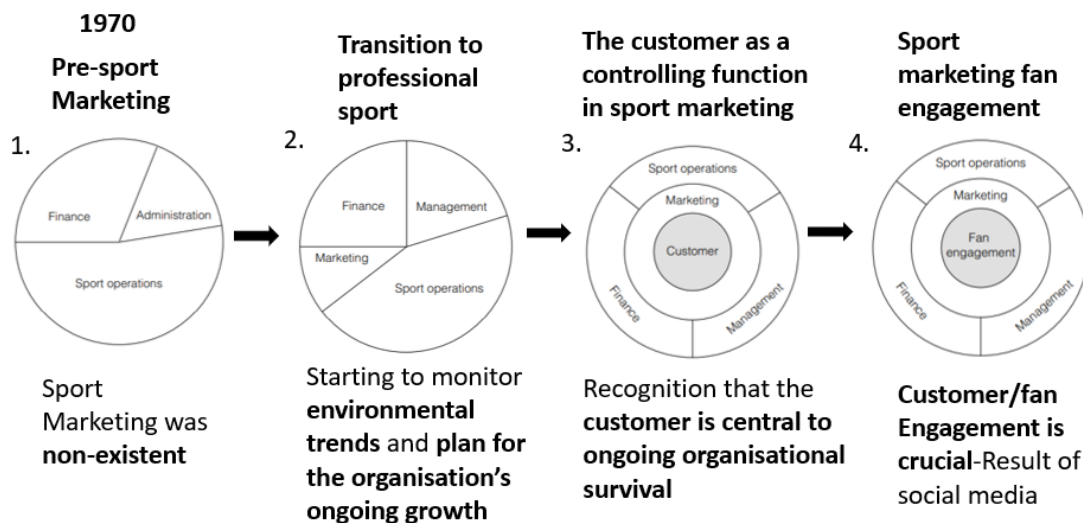 1970
Pre-sport
Marketing
1.
Finance
Administration
Sport operations
Sport
Marketing was
non-existent
Transition to
professional
sport
2.
Finance
Management
Marketing
Sport operations
Starting to monitor
environmental
trends and plan for
the organisation's
ongoing growth
The customer as a
controlling function
in sport marketing
3.
Sport operations
Marketing
Customer
Finance
Management
Recognition that the
customer is central to
ongoing organisational
survival
Sport
marketing fan
engagement
4.
Sport operations
Marketing
Fan
engagement
Finance
Management
Customer/fan
Engagement is
crucial-Result of
social media